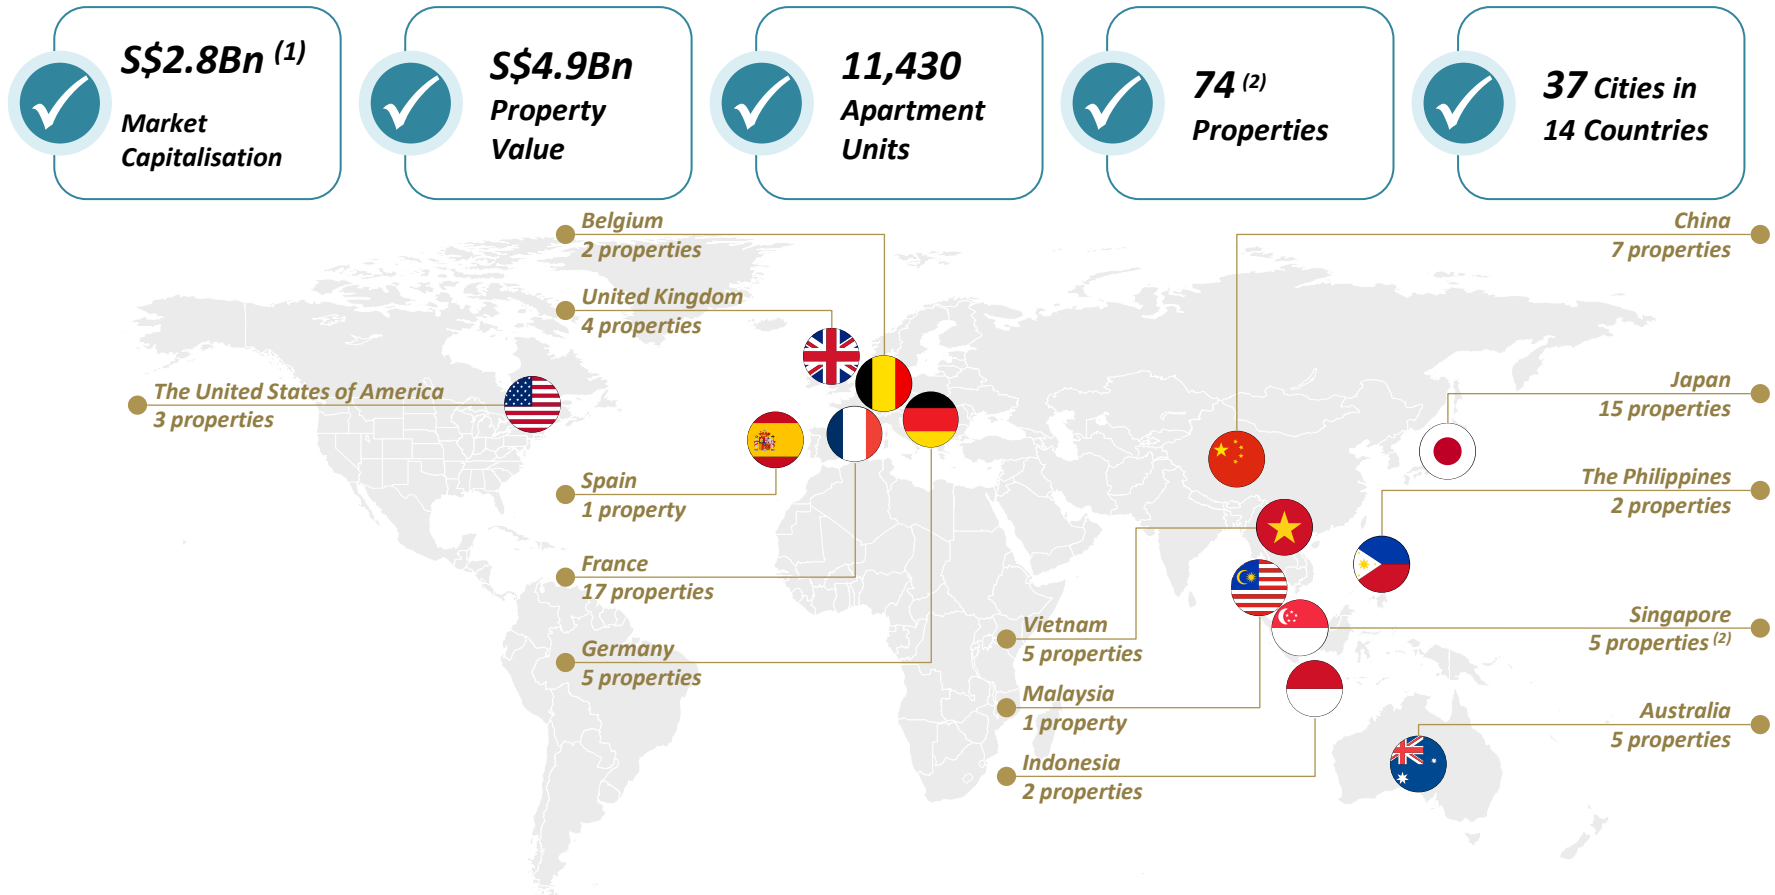 S$2.8Bn (1)
Market
Capitalisation
S$4.9Bn
Property
Value
11,430
Apartment
Units
74 (2)
Properties
37 Cities in
14 Countries
Belgium
2 properties
United Kingdom
4 properties
The United States of America
3 properties
Spain
1 property
France
17 properties
Germany
5 properties
Vietnam
5 properties
Malaysia
1 property
Indonesia
2 properties
China
7 properties
Japan
15 properties
The Philippines
2 properties
Singapore
5 properties (2)
Australia
5 properties